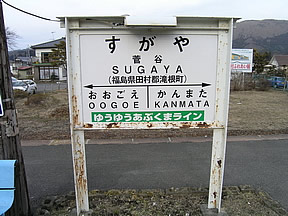 すがや
菅谷
SUGAYA
(福島県田村郡滝根町)
おおごえ かんまた
OOGOE KANMATA
ゆうゆうあぶくまライン